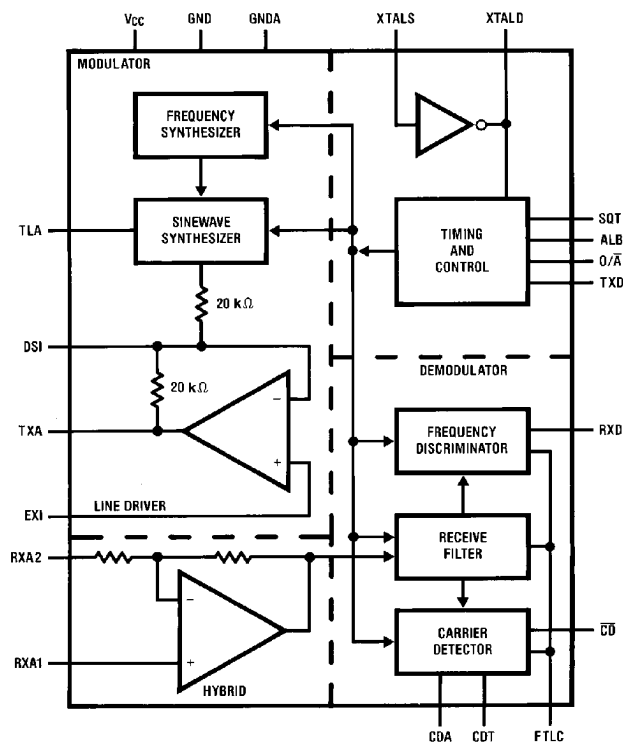 VCC GND GNDA XTALS XTALD
MODULATOR
FREQUENCY
SYNTHESIZER
SINEWAVE
SYNTHESIZER
TLA
TIMING
AND
CONTROL
SQT
ALB
O/A̅
TXD
20 kΩ
DSI
20 kΩ
TXA
−
+
LINE DRIVER
EXI
DEMODULATOR
FREQUENCY
DISCRIMINATOR
RXD
RECEIVE
FILTER
RXA2
−
+
RXA1
HYBRID
CARRIER
DETECTOR
C̅D̅
CDA CDT FTLC